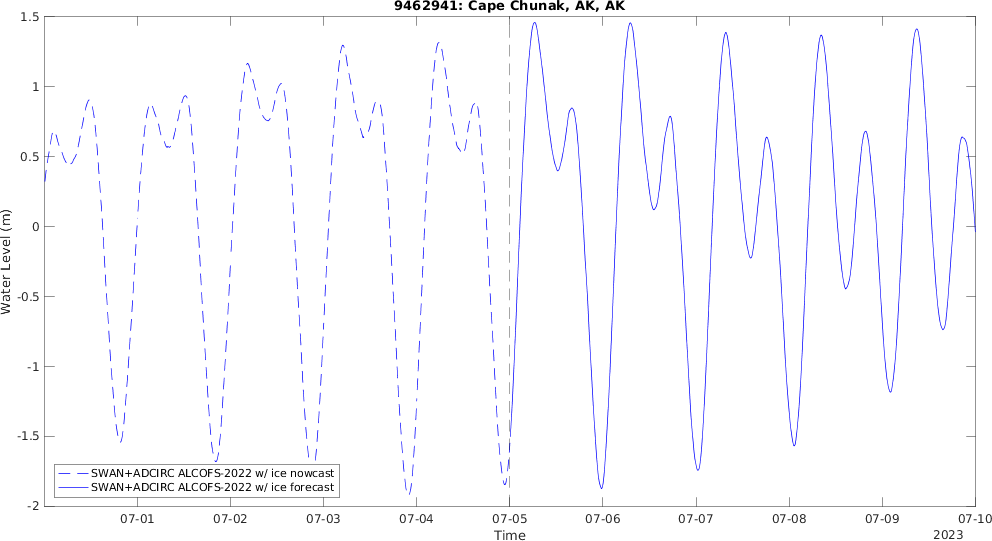 9462941: Cape Chunak, AK, AK
1.5
1
0.5
0
-0.5
-1
-1.5
-2
Water Level (m)
SWAN+ADCIRC ALCOFS-2022 w/ ice nowcast
SWAN+ADCIRC ALCOFS-2022 w/ ice forecast
07-01 07-02 07-03 07-04 07-05 07-06 07-07 07-08 07-09 07-10
Time
2023